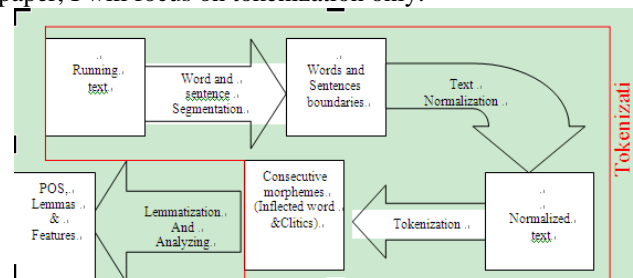 paper, I will focus on tokenization only.
Running
text.
Word and
sentence
Segmentation.
Words and
Sentences
boundaries.
Text
Normalization
Tokenizati
Normalized
text
Tokenization
Consecutive
morphemes
(Inflected word
&Clitics)
Lemmatization
And
Analyzing
POS,
Lemmas
&
Features